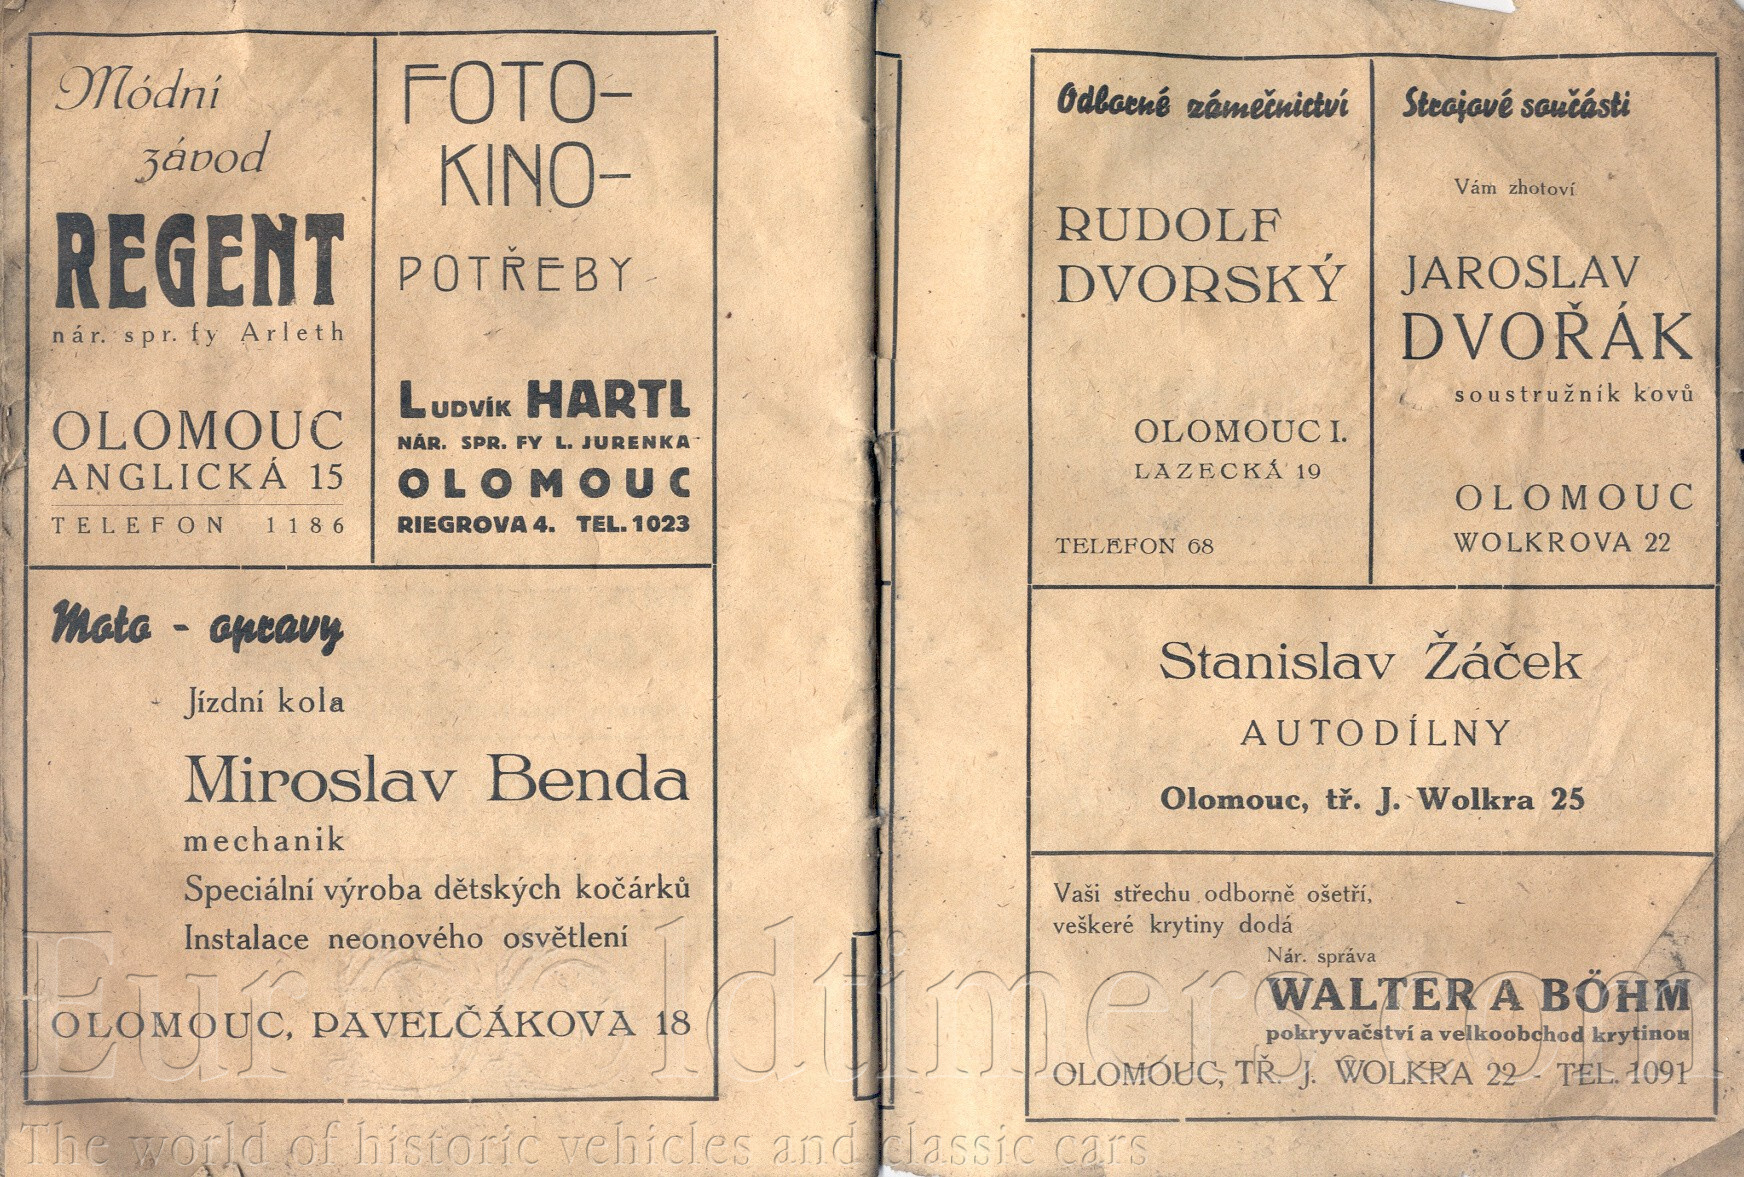 Módní
závod
REGENT
nár. spr. fy Arleth
OLOMOUC
ANGLICKÁ 15
TELEFON 1186
FOTO-
KINO-
POTŘEBY
LUDVÍK HARTL
NÁR. SPR. FY L. JURENKA
OLOMOUC
RIEGROVA 4. TEL. 1023
Moto - opravy
Jízdní kola
Miroslav Benda
mechanik
Speciální výroba dětských kočárků
Instalace neonového osvětlení
OLOMOUC, PAVELČÁKOVA 18
Odborné zámečnictví
RUDOLF
DVORSKÝ
OLOMOUC I.
LAZECKÁ 19
TELEFON 68
Strojové součásti
Vám zhotoví
JAROSLAV
DVOŘÁK
soustružník kovů
OLOMOUC
WOLKROVA 22
Stanislav Žáček
AUTODÍLNY
Olomouc, tř. J. Wolkra 25
Vaši střechu odborně ošetří,
veškeré krytiny dodá
Nár. správa
WALTER A BÖHM
pokryvačství a velkoobchod krytinou
OLOMOUC, TŘ. J. WOLKRA 22 - TEL. 1091
EurOldtimers.com
The world of historic vehicles and classic cars